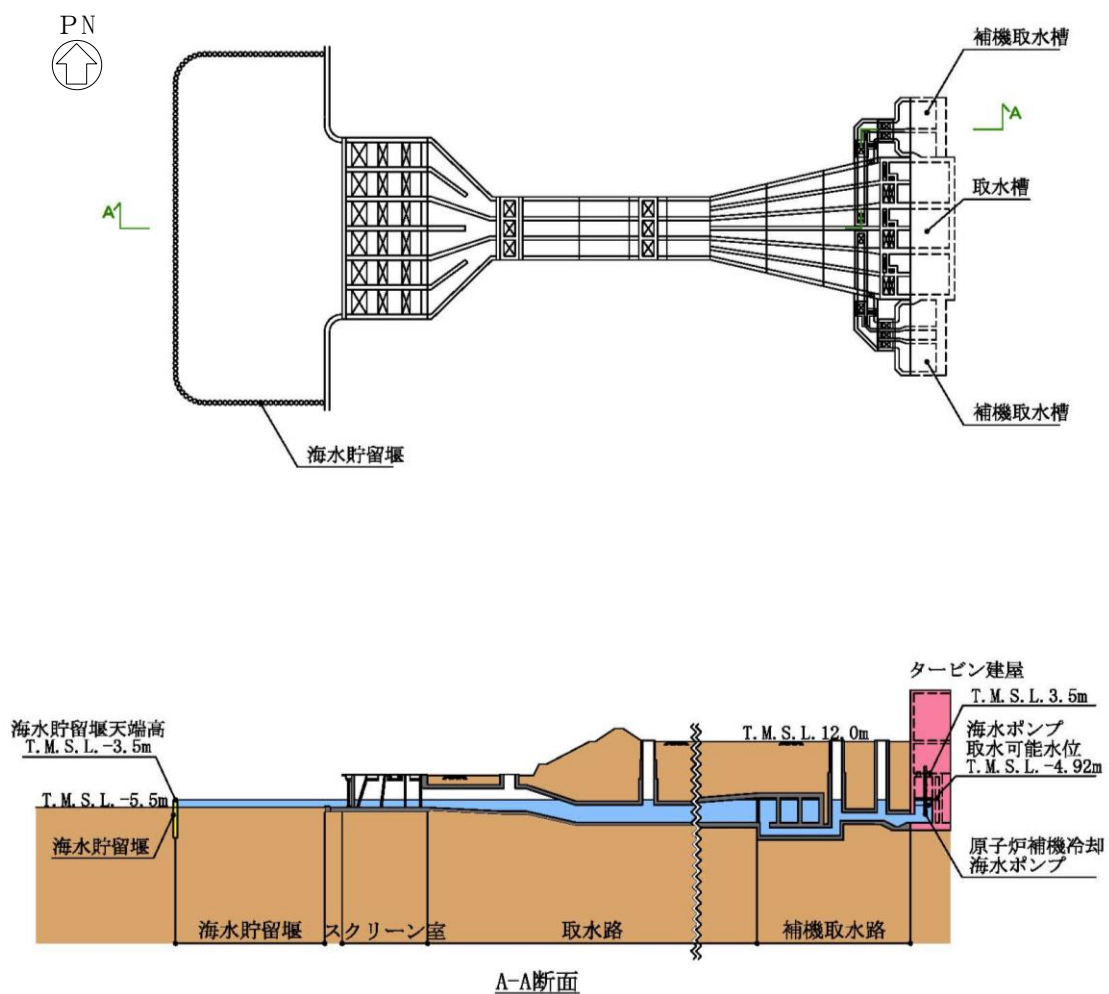 PN
補機取水槽
A
取水槽
A
補機取水槽
海水貯留堰
タービン建屋
T.M.S.L.3.5m
海水ポンプ
取水可能水位
T.M.S.L.-4.92m
海水貯留堰天端高
T.M.S.L.-3.5m
T.M.S.L.12.0m
T.M.S.L.-5.5m
海水貯留堰
原子炉補機冷却
海水ポンプ
海水貯留堰
スクリーン室
取水路
補機取水路
A-A断面